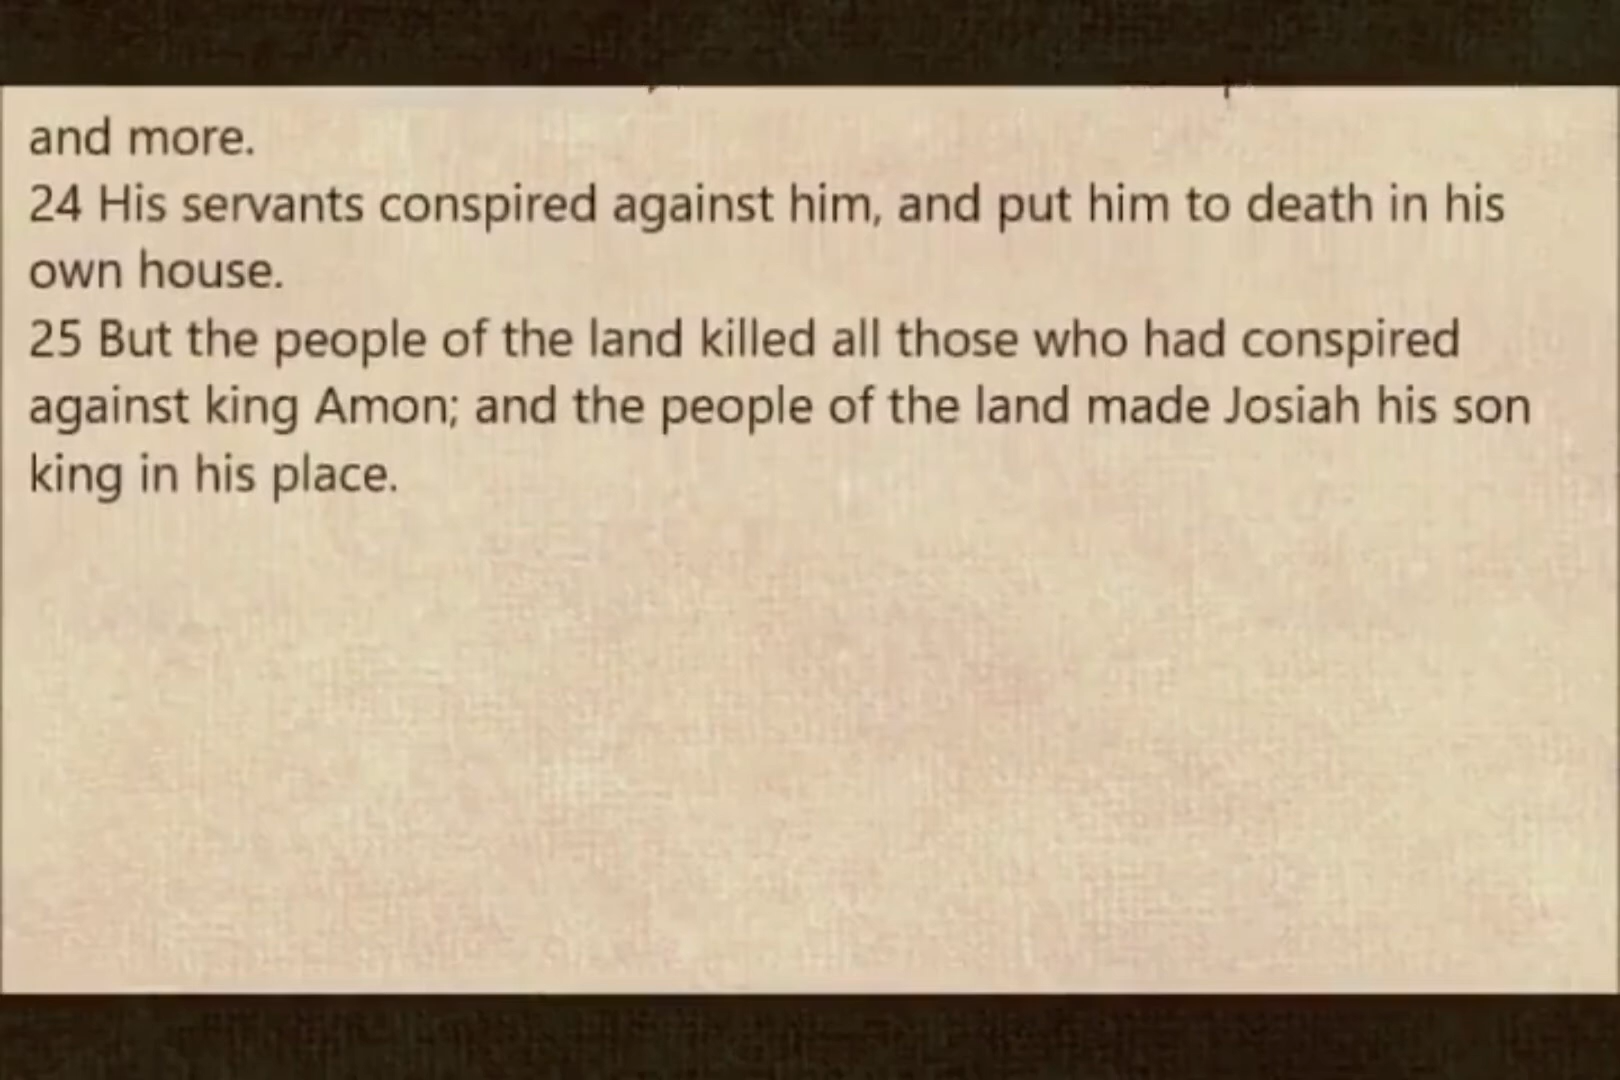 and more.
24 His servants conspired against him, and put him to death in his
own house.
25 But the people of the land killed all those who had conspired
against king Amon; and the people of the land made Josiah his son
king in his place.